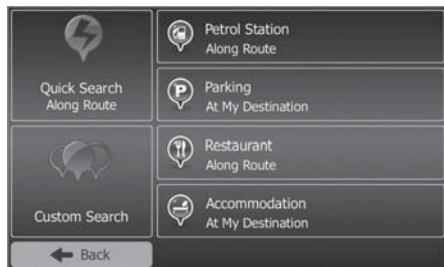 Quick Search
Along Route
Custom Search
Back
Petrol Station
Along Route
P
Parking
At My Destination
Restaurant
Along Route
Accommodation
At My Destination